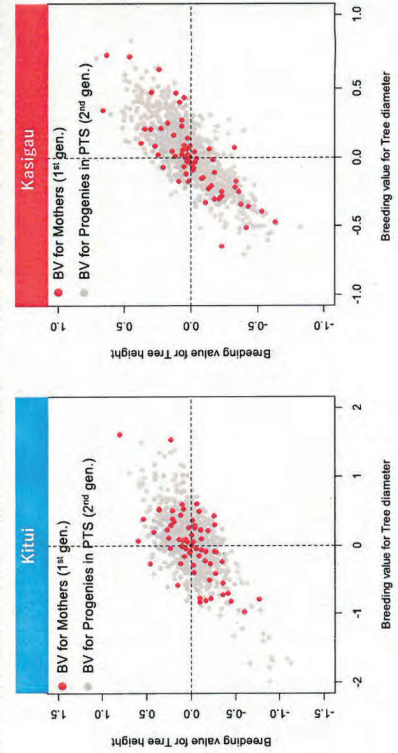 Kitui
BV for Mothers (1st gen.)
BV for Progenies in PTS (2nd gen.)
Breeding value for Tree height
1.5
1.0
0.5
0.0
-0.5
-1.0
-1.5
-2
-1
0
1
2
Breeding value for Tree diameter
Kasigau
BV for Mothers (1st gen.)
BV for Progenies in PTS (2nd gen.)
Breeding value for Tree height
1.0
0.5
0.0
-0.5
-1.0
-1.0
-0.5
0.0
0.5
1.0
Breeding value for Tree diameter